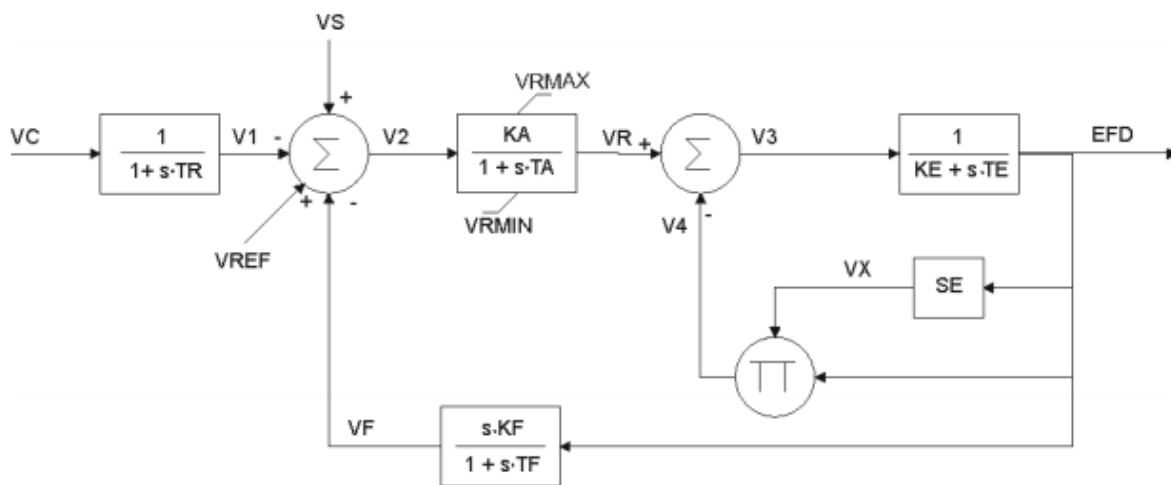 VS
VRMAX
VC
1
1+ s·TR
V1
-
+
Σ
+
-
VREF
V2
KA
1 + s·TA
VRMIN
VR
+
Σ
-
V3
1
KE + s·TE
EFD
V4
VX
SE
Π
VF
s·KF
1 + s·TF